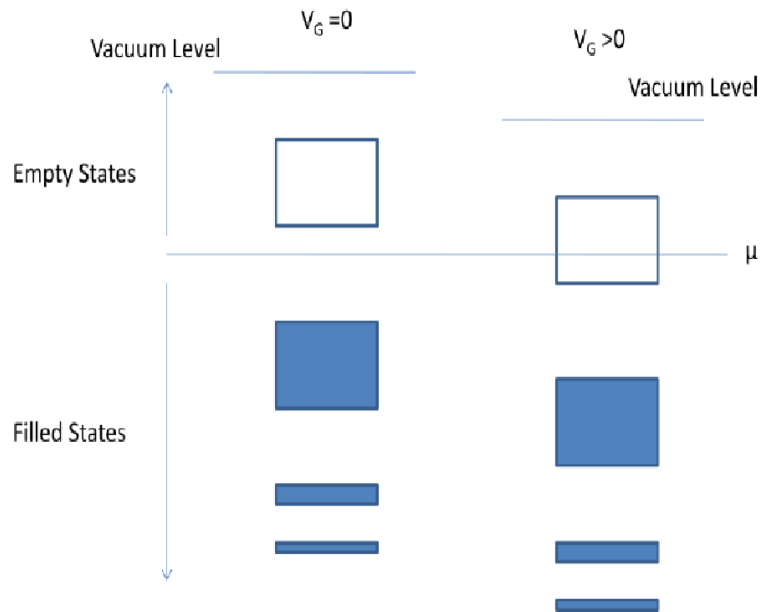 V_G =0
Vacuum Level
V_G >0
Vacuum Level
Empty States
μ
Filled States